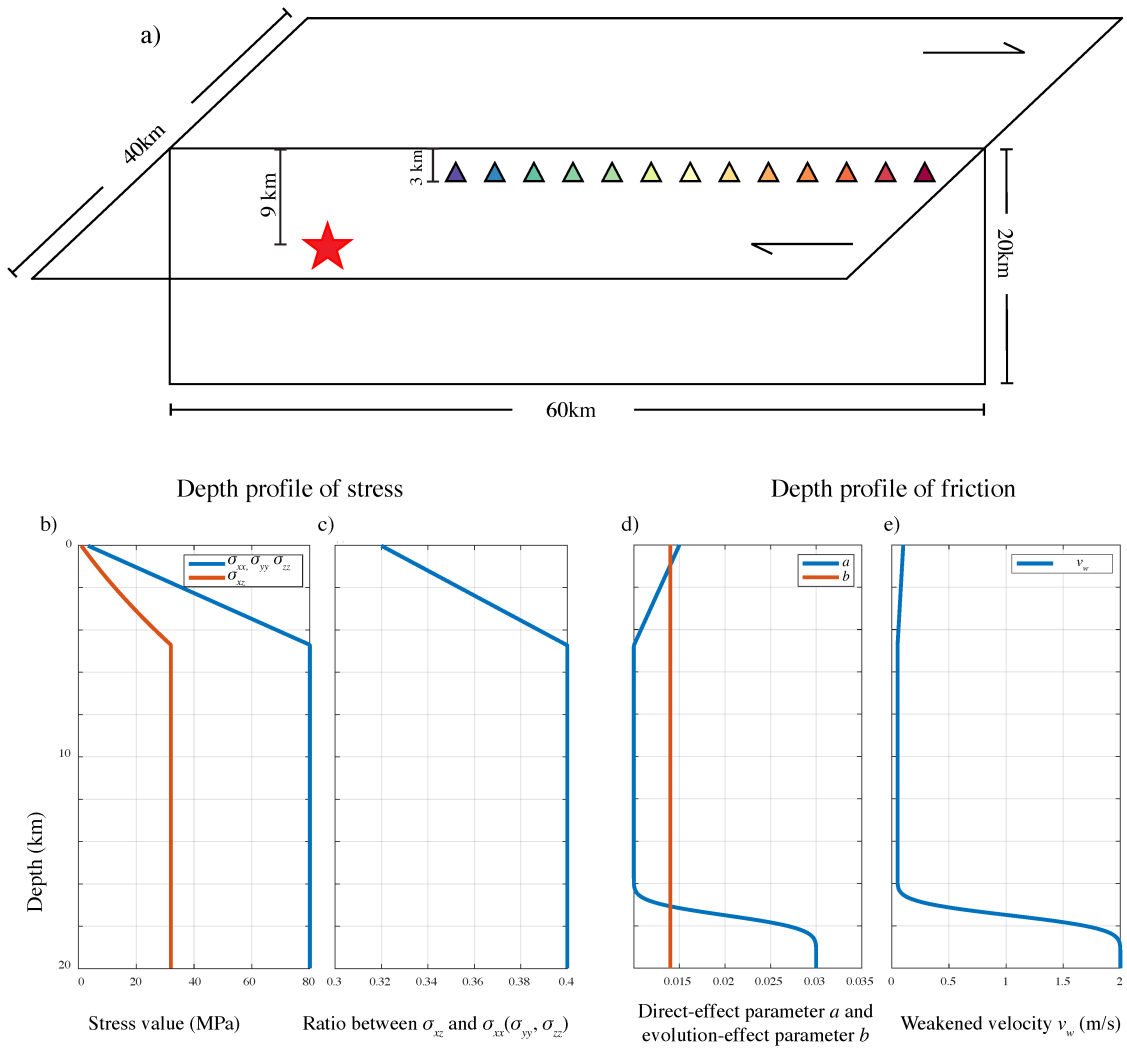 a)
40km
9 km
3 km
20km
60km
Depth profile of stress
Depth profile of friction
b)
c)
d)
e)
σxx, σyy σzz
σxz
a
b
vw
0
10
20
Depth (km)
0 20 40 60 80
0.3 0.32 0.34 0.36 0.38 0.4
0.015 0.02 0.025 0.03 0.035
0 0.5 1 1.5 2
Stress value (MPa)
Ratio between σxz and σxx(σyy, σzz)
Direct-effect parameter a and
evolution-effect parameter b
Weakened velocity vw (m/s)